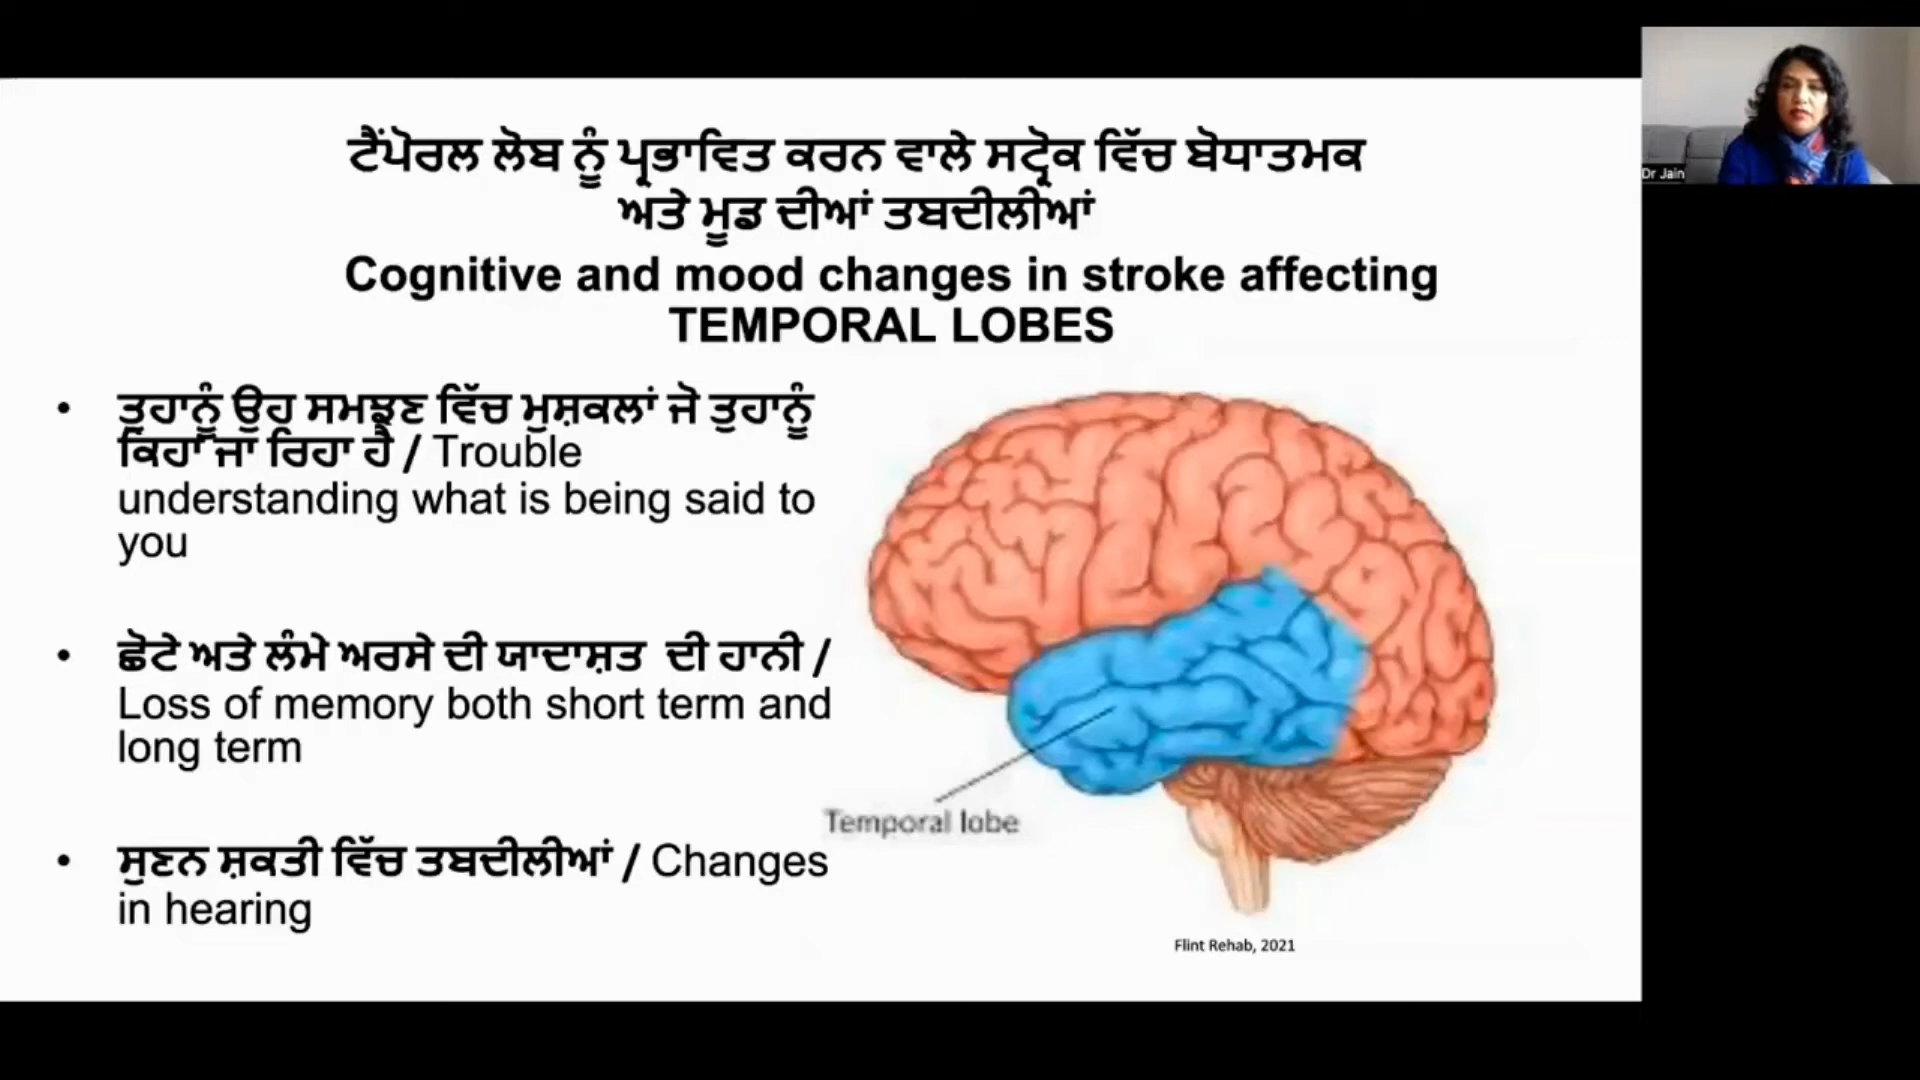 ਟੈਂਪੋਰਲ ਲੋਬ ਨੂੰ ਪ੍ਰਭਾਵਿਤ ਕਰਨ ਵਾਲੇ ਸਟ੍ਰੋਕ ਵਿੱਚ ਬੋਧਾਤਮਕ
ਅਤੇ ਮੂਡ ਦੀਆਂ ਤਬਦੀਲੀਆਂ
Cognitive and mood changes in stroke affecting
TEMPORAL LOBES
• ਤੁਹਾਨੂੰ ਉਹ ਸਮਝਣ ਵਿੱਚ ਮੁਸ਼ਕਲਾਂ ਜੋ ਤੁਹਾਨੂੰ
ਕਿਹਾ ਜਾ ਰਿਹਾ ਹੈ / Trouble
understanding what is being said to
you
• ਛੋਟੇ ਅਤੇ ਲੰਮੇ ਅਰਸੇ ਦੀ ਯਾਦਾਸ਼ਤ ਦੀ ਹਾਨੀ /
Loss of memory both short term and
long term
• ਸੁਣਨ ਸ਼ਕਤੀ ਵਿੱਚ ਤਬਦੀਲੀਆਂ / Changes
in hearing
Temporal lobe
Flint Rehab, 2021
Dr Jain